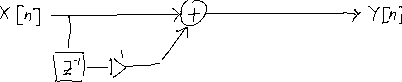 X[n] + Y[n]
z⁻¹ 1